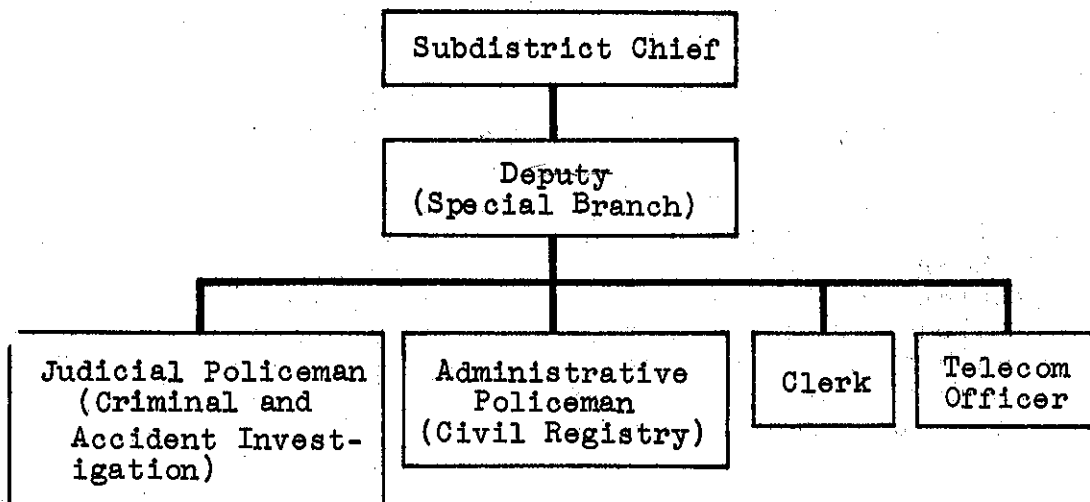 Subdistrict Chief
Deputy
(Special Branch)
Judicial Policeman
(Criminal and
Accident Invest-
igation)
Administrative
Policeman
(Civil Registry)
Clerk
Telecom
Officer